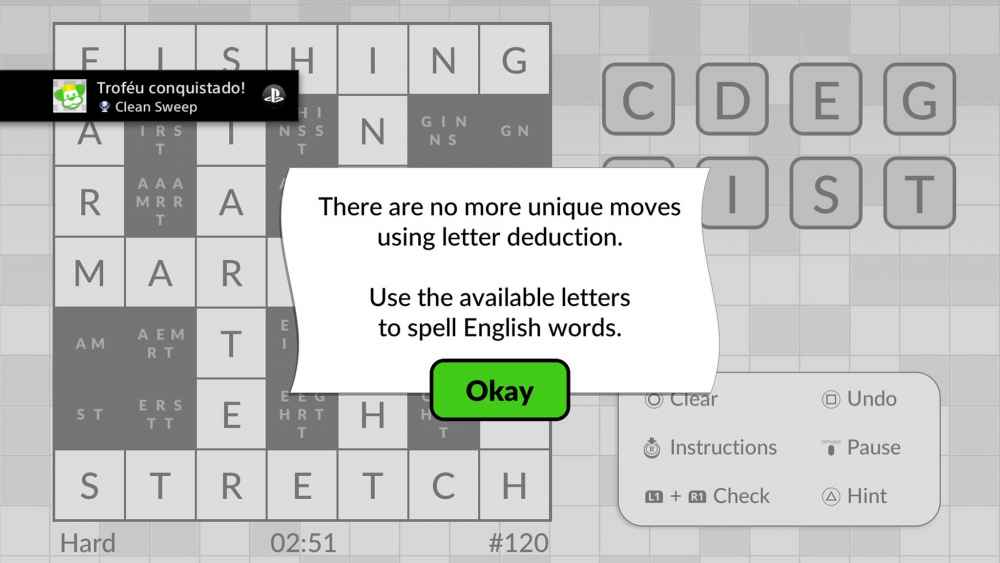 F I S H I N G
Troféu conquistado!
Clean Sweep
A I R S T I H I N S S T N G I N N S G N
R A A A M R R T A
M A R
A M A E M R T T E I
S T E R S T T E E E G H R T T H H T
S T R E T C H
C D E G
I S T
There are no more unique moves
using letter deduction.
Use the available letters
to spell English words.
Okay
Clear Undo
Instructions Pause
L1 + R1 Check Hint
Hard 02:51 #120